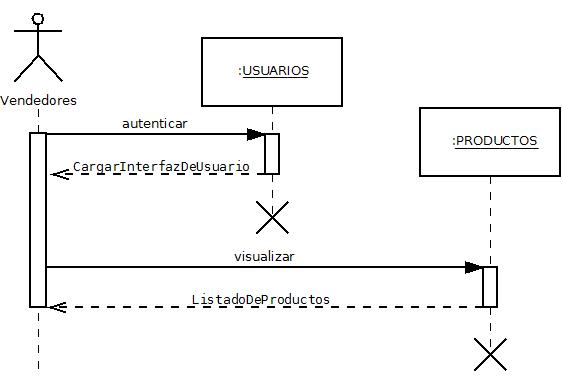 :USUARIOS
Vendedores
autenticar
:PRODUCTOS
CargarInterfazDeUsuario
visualizar
ListadoDeProductos